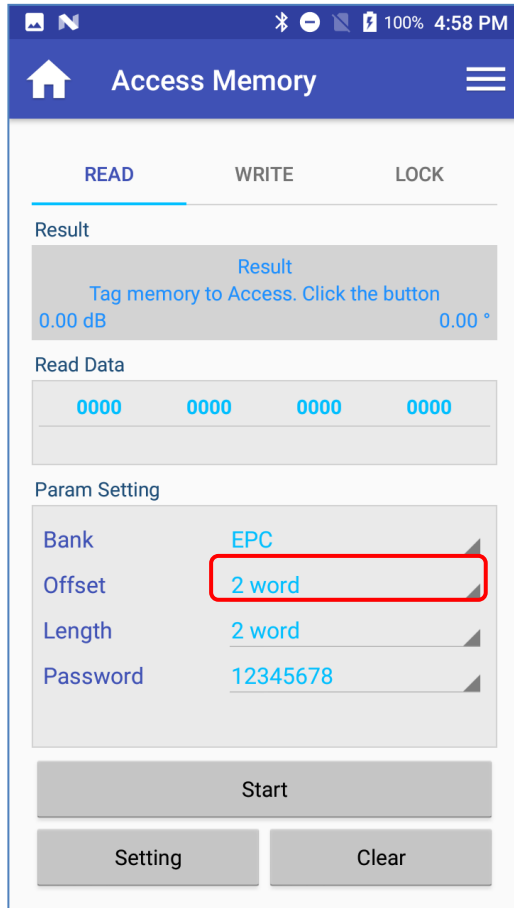 100% 4:58 PM
Access Memory
READ WRITE LOCK
Result
Result
Tag memory to Access. Click the button
0.00 dB 0.00 °
Read Data
0000 0000 0000 0000
Param Setting
Bank EPC
Offset 2 word
Length 2 word
Password 12345678
Start
Setting Clear